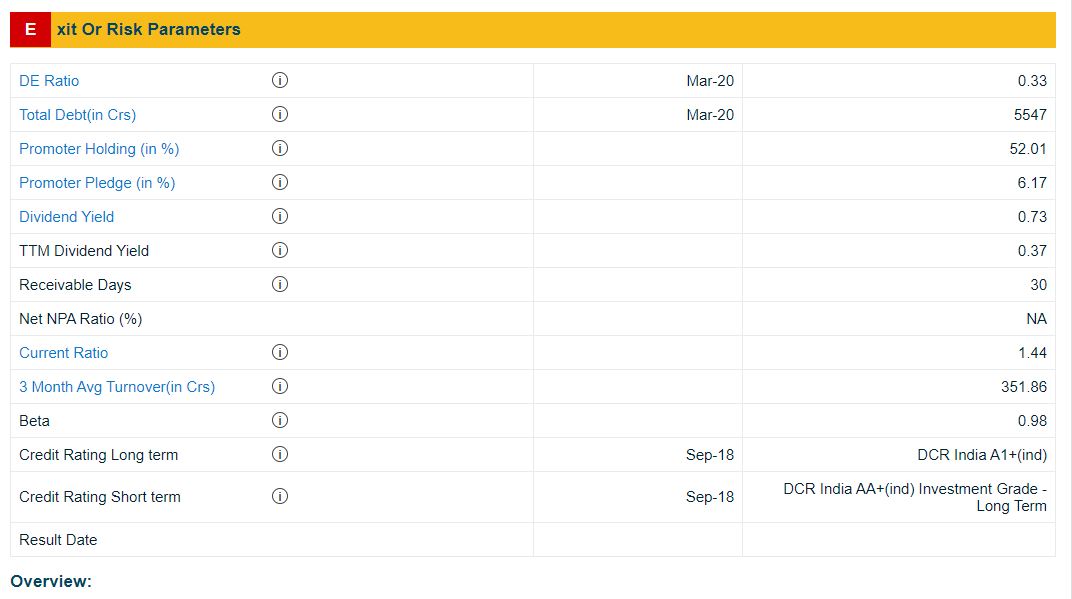 E xit Or Risk Parameters
DE Ratio ⓘ Mar-20 0.33
Total Debt(in Crs) ⓘ Mar-20 5547
Promoter Holding (in %) ⓘ 52.01
Promoter Pledge (in %) ⓘ 6.17
Dividend Yield ⓘ 0.73
TTM Dividend Yield ⓘ 0.37
Receivable Days ⓘ 30
Net NPA Ratio (%) NA
Current Ratio ⓘ 1.44
3 Month Avg Turnover(in Crs) ⓘ 351.86
Beta ⓘ 0.98
Credit Rating Long term ⓘ Sep-18 DCR India A1+(ind)
Credit Rating Short term ⓘ Sep-18 DCR India AA+(ind) Investment Grade -
Long Term
Result Date
Overview: